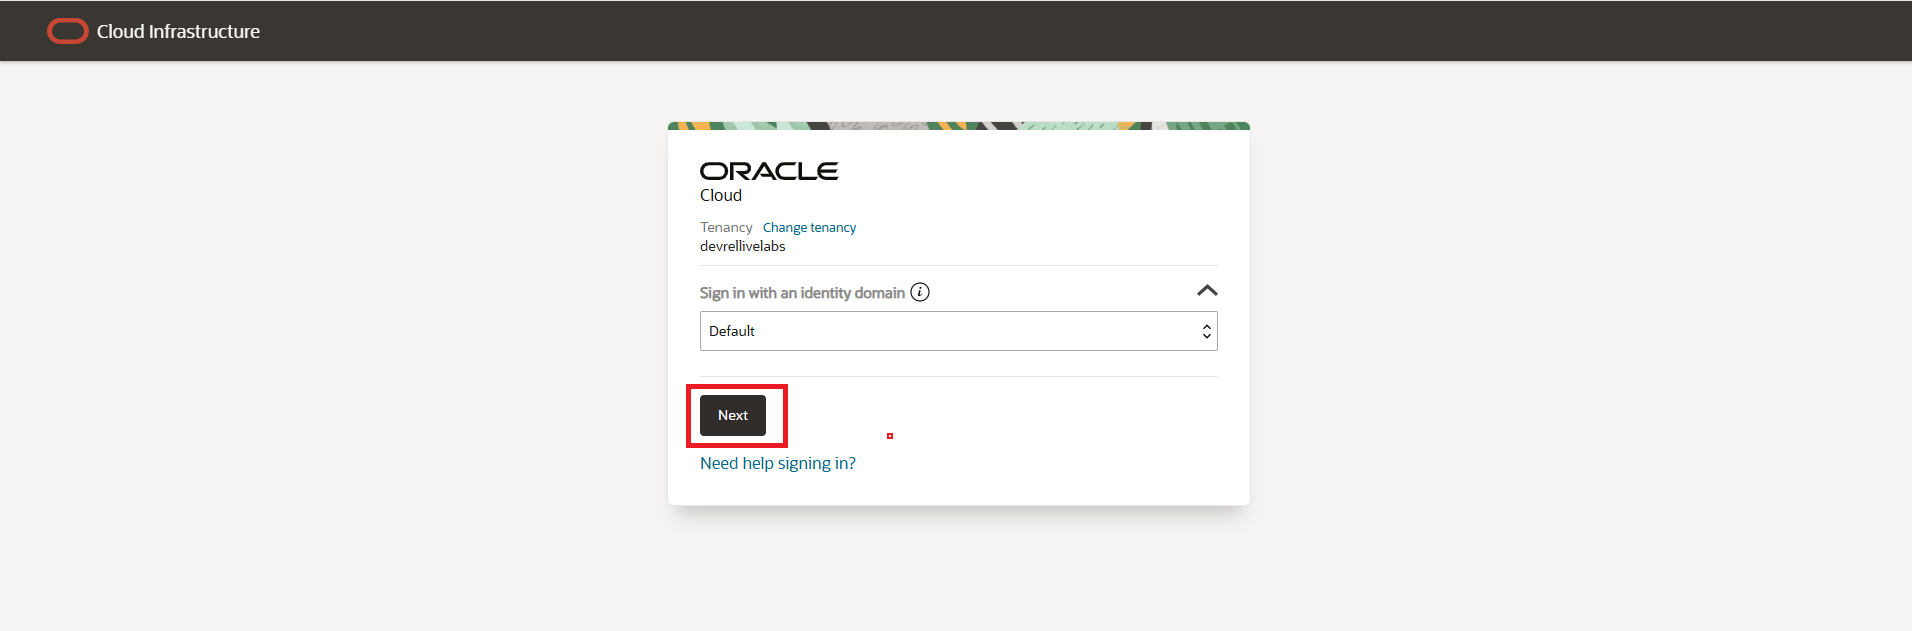 Cloud Infrastructure
ORACLE
Cloud
Tenancy Change tenancy
devrellivelabs
Sign in with an identity domain i
Default
Next
Need help signing in?